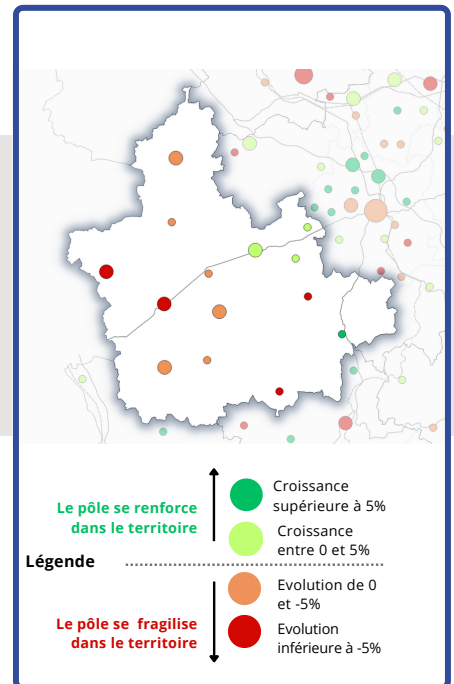 Le pôle se renforce
dans le territoire
Croissance
supérieure à 5%
Croissance
entre 0 et 5%
Légende
Le pôle se fragilise
dans le territoire
Evolution de 0
et -5%
Evolution
inférieure à -5%